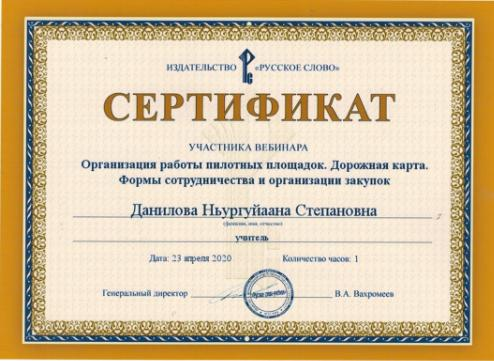 ИЗДАТЕЛЬСТВО «РУССКОЕ СЛОВО»
СЕРТИФИКАТ
УЧАСТНИКА ВЕБИНАРА
Организация работы пилотных площадок. Дорожная карта.
Формы сотрудничества и организации закупок
Данилова Ньургуйаана Степановна
(фамилия, имя, отчество)
учитель
Дата: 23 апреля 2020 Количество часов: 1
Генеральный директор В.А. Вахромеев